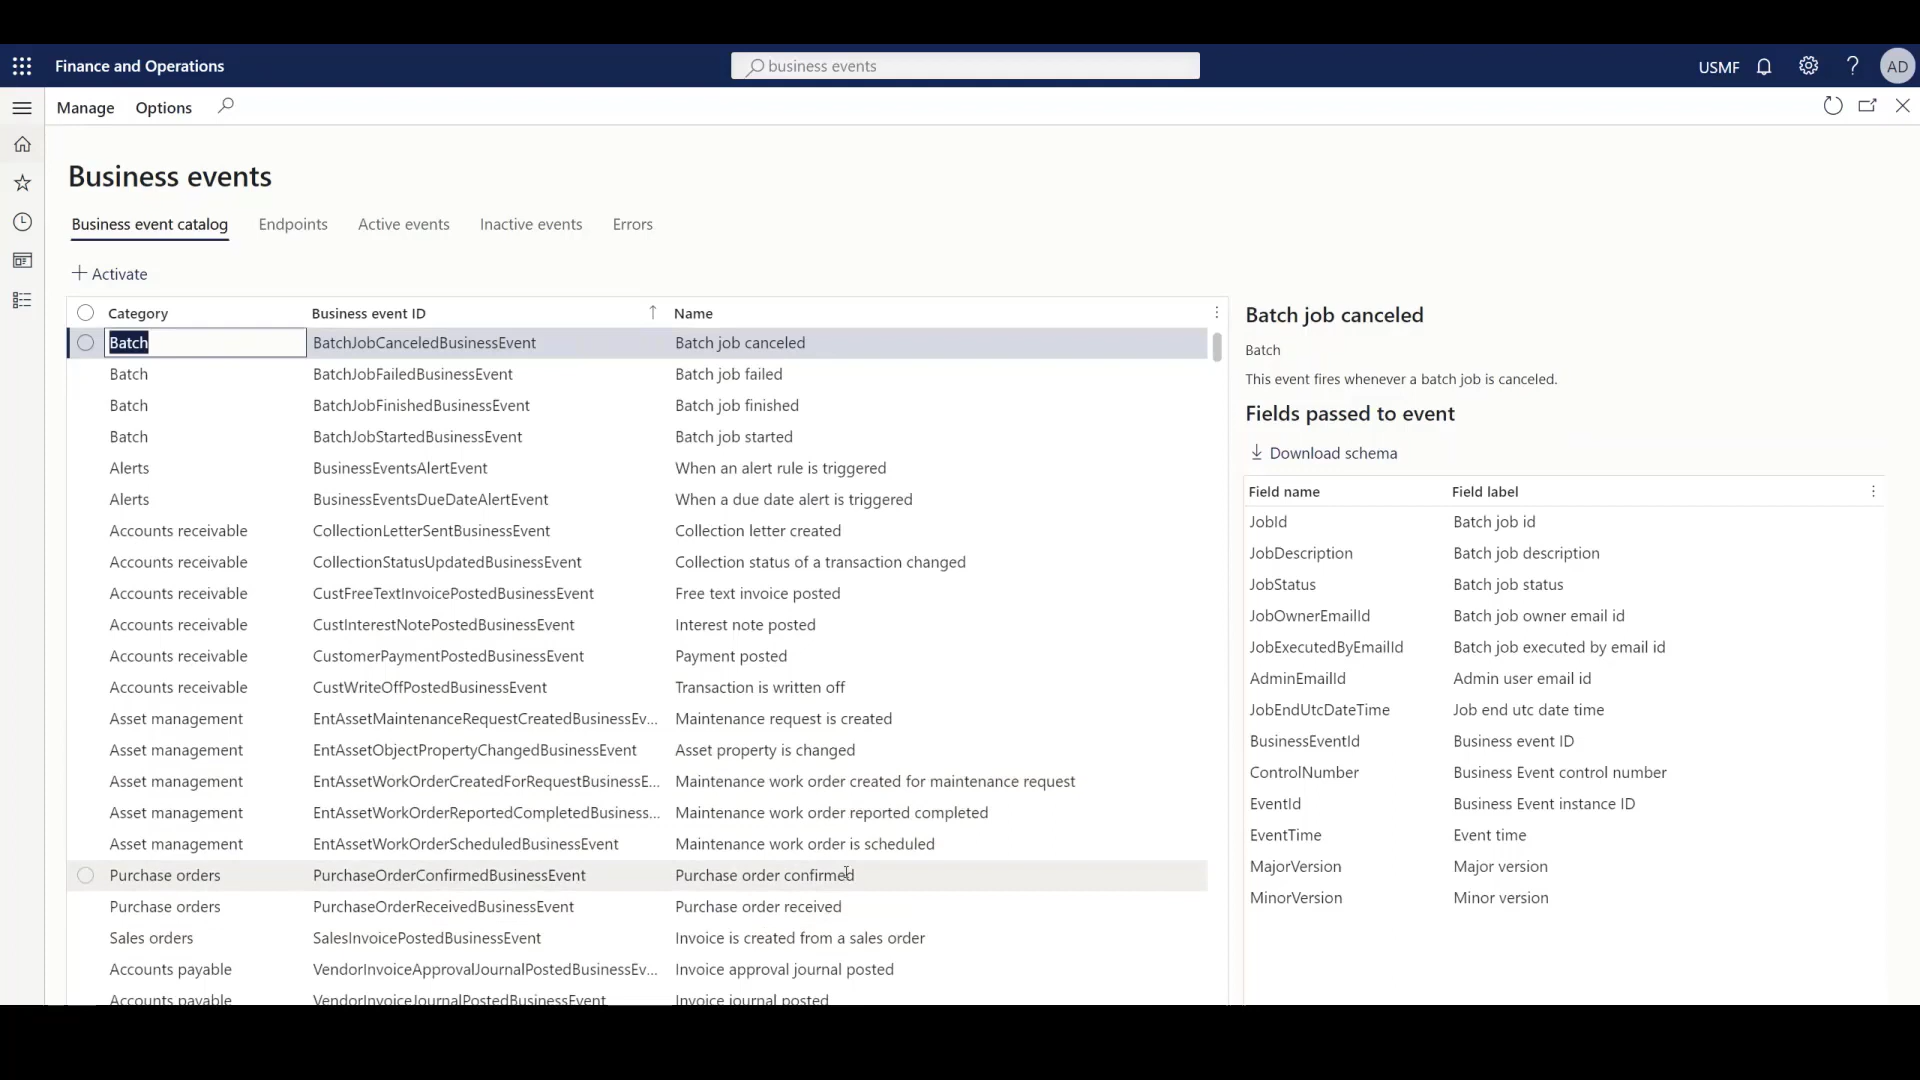 Finance and Operations
business events
USMF
?
AD
Manage Options
Business events
Business event catalog Endpoints Active events Inactive events Errors
+ Activate
Category Business event ID ↑ Name
Batch BatchJobCanceledBusinessEvent Batch job canceled
Batch BatchJobFailedBusinessEvent Batch job failed
Batch BatchJobFinishedBusinessEvent Batch job finished
Batch BatchJobStartedBusinessEvent Batch job started
Alerts BusinessEventsAlertEvent When an alert rule is triggered
Alerts BusinessEventsDueDateAlertEvent When a due date alert is triggered
Accounts receivable CollectionLetterSentBusinessEvent Collection letter created
Accounts receivable CollectionStatusUpdatedBusinessEvent Collection status of a transaction changed
Accounts receivable CustFreeTextInvoicePostedBusinessEvent Free text invoice posted
Accounts receivable CustInterestNotePostedBusinessEvent Interest note posted
Accounts receivable CustomerPaymentPostedBusinessEvent Payment posted
Accounts receivable CustWriteOffPostedBusinessEvent Transaction is written off
Asset management EntAssetMaintenanceRequestCreatedBusinessEv... Maintenance request is created
Asset management EntAssetObjectPropertyChangedBusinessEvent Asset property is changed
Asset management EntAssetWorkOrderCreatedForRequestBusinessE... Maintenance work order created for maintenance request
Asset management EntAssetWorkOrderReportedCompletedBusiness... Maintenance work order reported completed
Asset management EntAssetWorkOrderScheduledBusinessEvent Maintenance work order is scheduled
Purchase orders PurchaseOrderConfirmedBusinessEvent Purchase order confirmed
Purchase orders PurchaseOrderReceivedBusinessEvent Purchase order received
Sales orders SalesInvoicePostedBusinessEvent Invoice is created from a sales order
Accounts payable VendorInvoiceApprovalJournalPostedBusinessEv... Invoice approval journal posted
Accounts payable VendorInvoiceJournalPostedBusinessEvent Invoice journal posted
Batch job canceled
Batch
This event fires whenever a batch job is canceled.
Fields passed to event
Download schema
Field name Field label
JobId Batch job id
JobDescription Batch job description
JobStatus Batch job status
JobOwnerEmailId Batch job owner email id
JobExecutedByEmailId Batch job executed by email id
AdminEmailId Admin user email id
JobEndUtcDateTime Job end utc date time
BusinessEventId Business event ID
ControlNumber Business Event control number
EventId Business Event instance ID
EventTime Event time
MajorVersion Major version
MinorVersion Minor version